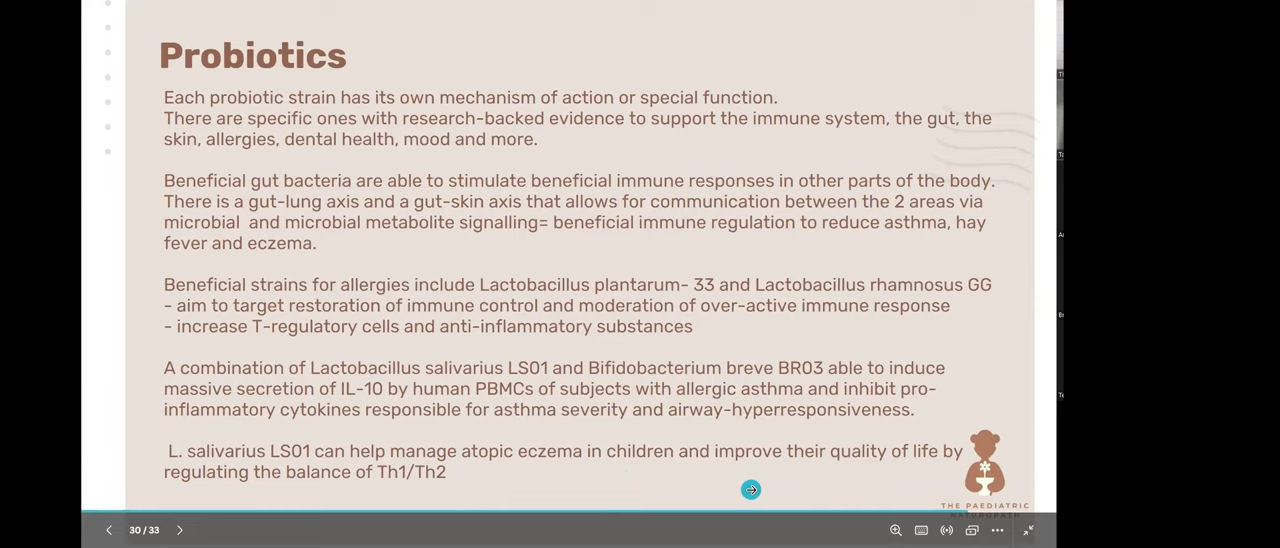 Probiotics
Each probiotic strain has its own mechanism of action or special function.
There are specific ones with research-backed evidence to support the immune system, the gut, the
skin, allergies, dental health, mood and more.
Beneficial gut bacteria are able to stimulate beneficial immune responses in other parts of the body.
There is a gut-lung axis and a gut-skin axis that allows for communication between the 2 areas via
microbial and microbial metabolite signalling= beneficial immune regulation to reduce asthma, hay
fever and eczema.
Beneficial strains for allergies include Lactobacillus plantarum- 33 and Lactobacillus rhamnosus GG
- aim to target restoration of immune control and moderation of over-active immune response
- increase T-regulatory cells and anti-inflammatory substances
A combination of Lactobacillus salivarius LS01 and Bifidobacterium breve BR03 able to induce
massive secretion of IL-10 by human PBMCs of subjects with allergic asthma and inhibit pro-
inflammatory cytokines responsible for asthma severity and airway-hyperresponsiveness.
L. salivarius LS01 can help manage atopic eczema in children and improve their quality of life by
regulating the balance of Th1/Th2
THE PAEDIATRIC
NATUROPATH
30 / 33